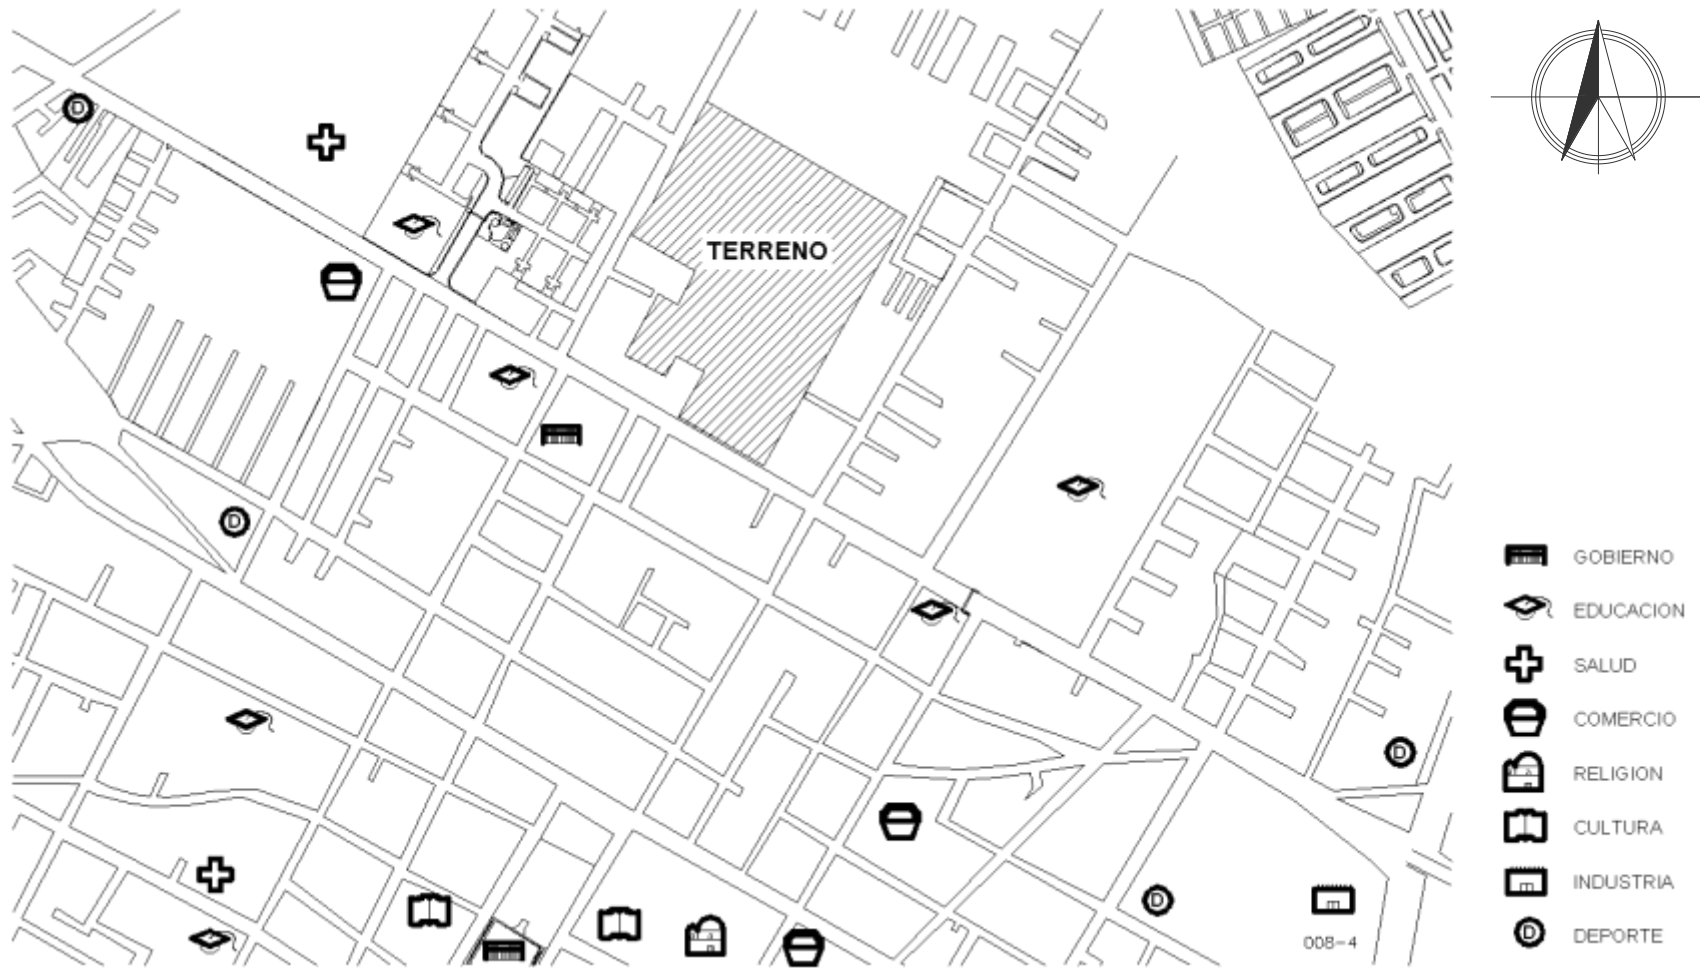 D
TERRENO
D
D
D
008-4
GOBIERNO
EDUCACION
SALUD
COMERCIO
RELIGION
CULTURA
INDUSTRIA
D DEPORTE